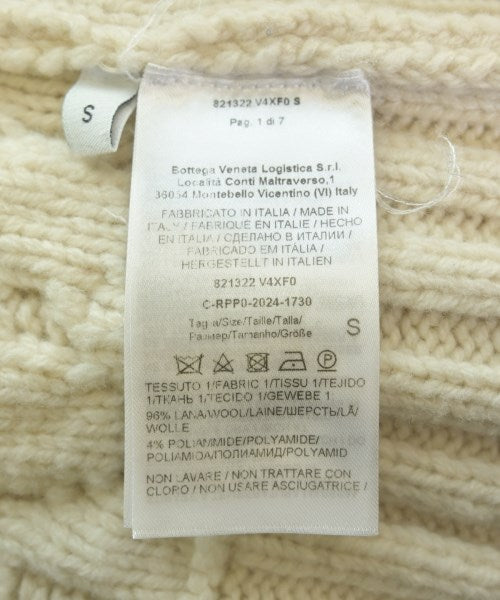 S
821322 V4XF0 S
Pag. 1 di 7
Bottega Veneta Logistica S.r.l.
Località Conti Maltraverso,1
36054 Montebello Vicentino (VI) Italy
FABBRICATO IN ITALIA / MADE IN
ITALY / FABRIQUÉ EN ITALIE / HECHO
EN ITALIA / СДЕЛАНО В ИТАЛИИ /
FABRICADO EM ITÁLIA /
HERGESTELLT IN ITALIEN
821322 V4XF0
C-RPP0-2024-1730
Taglia/Size/Taille/Talla/
Размер/Tamanho/Größe S
TESSUTO 1/FABRIC 1/TISSU 1/TEJIDO
1/ТКАНЬ 1/TECIDO 1/GEWEBE 1
96% LANA/WOOL/LAINE/ШЕРСТЬ/LÃ/
WOLLE
4% POLIAMMIDE/POLYAMIDE/
POLIAMIDA/ПОЛИАМИД/POLYAMID
NON LAVARE / NON TRATTARE CON
CLORO / NON USARE ASCIUGATRICE /